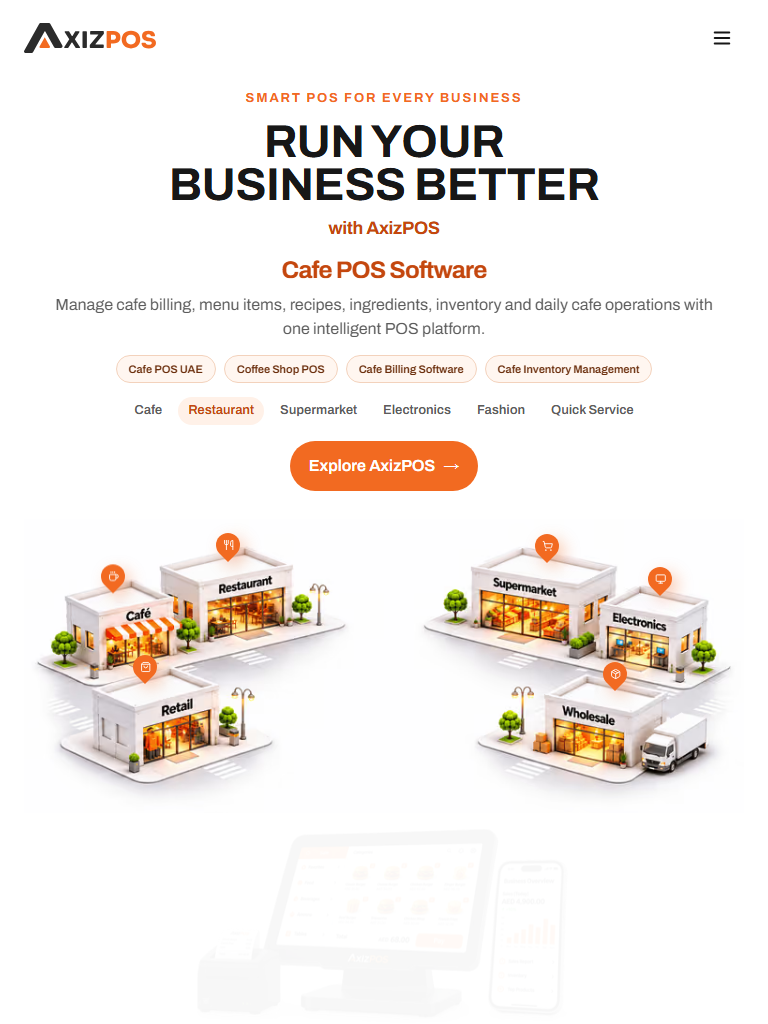 AXIZPOS
SMART POS FOR EVERY BUSINESS
RUN YOUR
BUSINESS BETTER
with AxizPOS
Cafe POS Software
Manage cafe billing, menu items, recipes, ingredients, inventory and daily cafe operations with
one intelligent POS platform.
Cafe POS UAE
Coffee Shop POS
Cafe Billing Software
Cafe Inventory Management
Cafe
Restaurant
Supermarket
Electronics
Fashion
Quick Service
Explore AxizPOS →
Restaurant
Café
Retail
Supermarket
Electronics
Wholesale